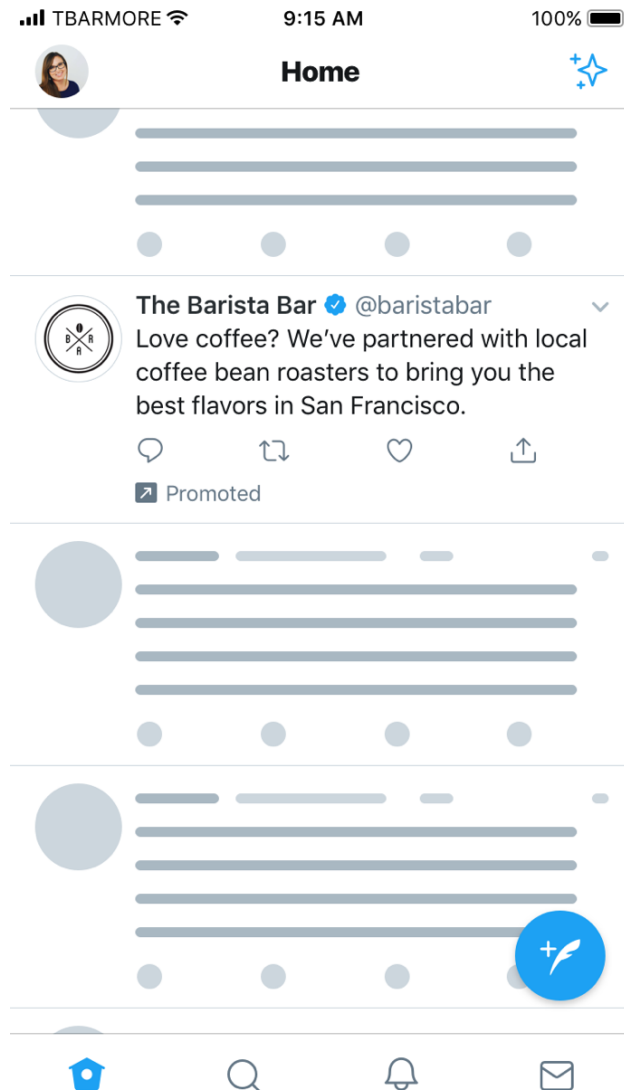 TBARMORE 9:15 AM 100%
Home
The Barista Bar @baristabar
Love coffee? We’ve partnered with local
coffee bean roasters to bring you the
best flavors in San Francisco.
B R
A
Promoted